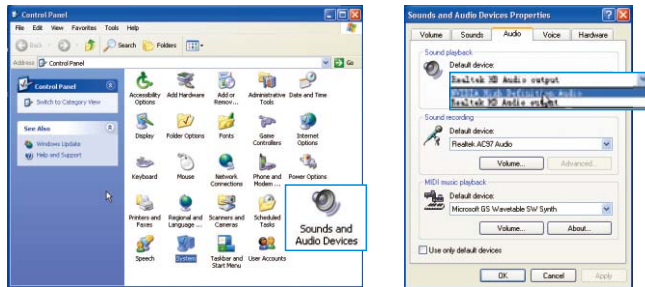 Control Panel
File Edit View Favorites Tools Help
Back Search Folders
Address Control Panel Go
Control Panel
Switch to Category View
See Also
Windows Update
Help and Support
Accessibility Options
Add Hardware
Add or Remov...
Administrative Tools
Date and Time
Display
Folder Options
Fonts
Game Controllers
Internet Options
Keyboard
Mouse
Network Connections
Phone and Modem ...
Power Options
Printers and Faxes
Regional and Language ...
Scanners and Cameras
Scheduled Tasks
Sounds and Audio Devices
Speech
System
Taskbar and Start Menu
User Accounts
Sounds and Audio Devices Properties
Volume Sounds Audio Voice Hardware
Sound playback
Default device:
Realtek HD Audio output
NVIDIA High Definition Audio
Realtek HD Audio output
Sound recording
Default device:
Realtek AC97 Audio
Volume... Advanced...
MIDI music playback
Default device:
Microsoft GS Wavetable SW Synth
Volume... About...
Use only default devices
OK Cancel Apply